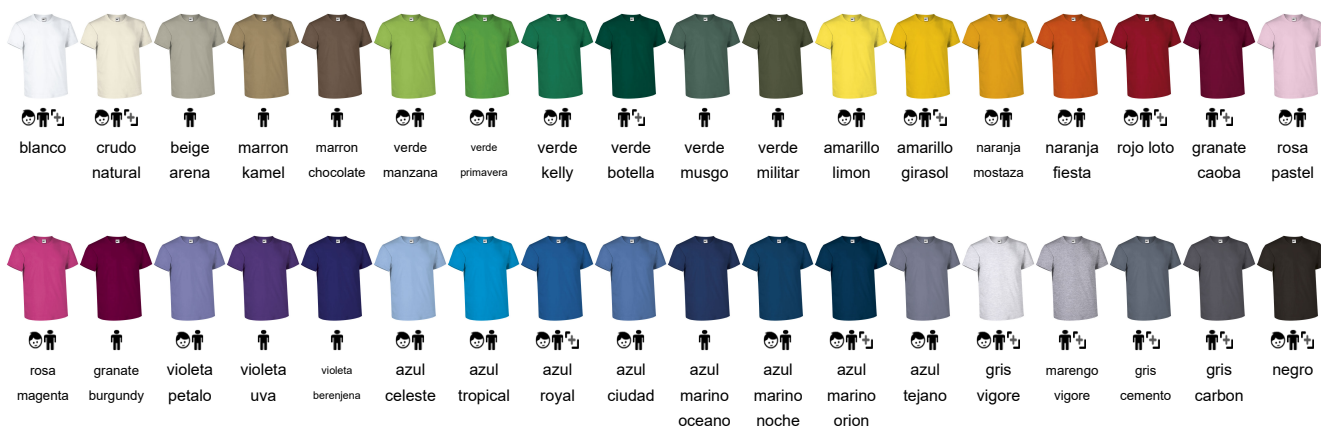 blanco crudo beige marron marron verde verde verde verde verde verde amarillo amarillo naranja naranja rojo loto granate rosa
natural arena kamel chocolate manzana primavera kelly botella musgo militar limon girasol mostaza fiesta caoba pastel
rosa granate violeta violeta violeta azul azul azul azul azul azul azul azul gris marengo gris gris negro
magenta burgundy petalo uva berenjena celeste tropical royal ciudad marino marino marino tejano vigore vigore cemento carbon
oceano noche orion